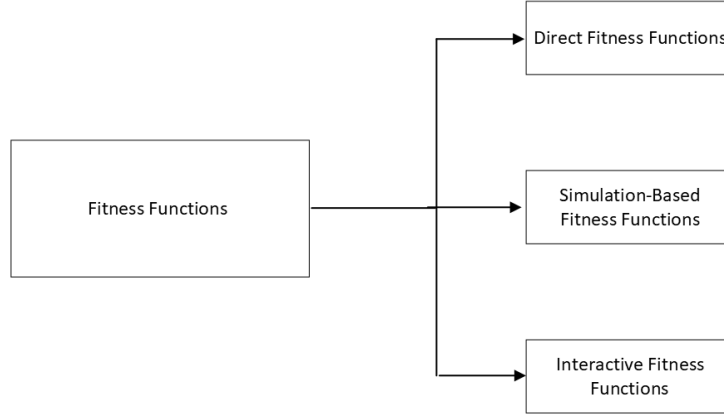 Direct Fitness Functions
Fitness Functions
Simulation-Based
Fitness Functions
Interactive Fitness
Functions